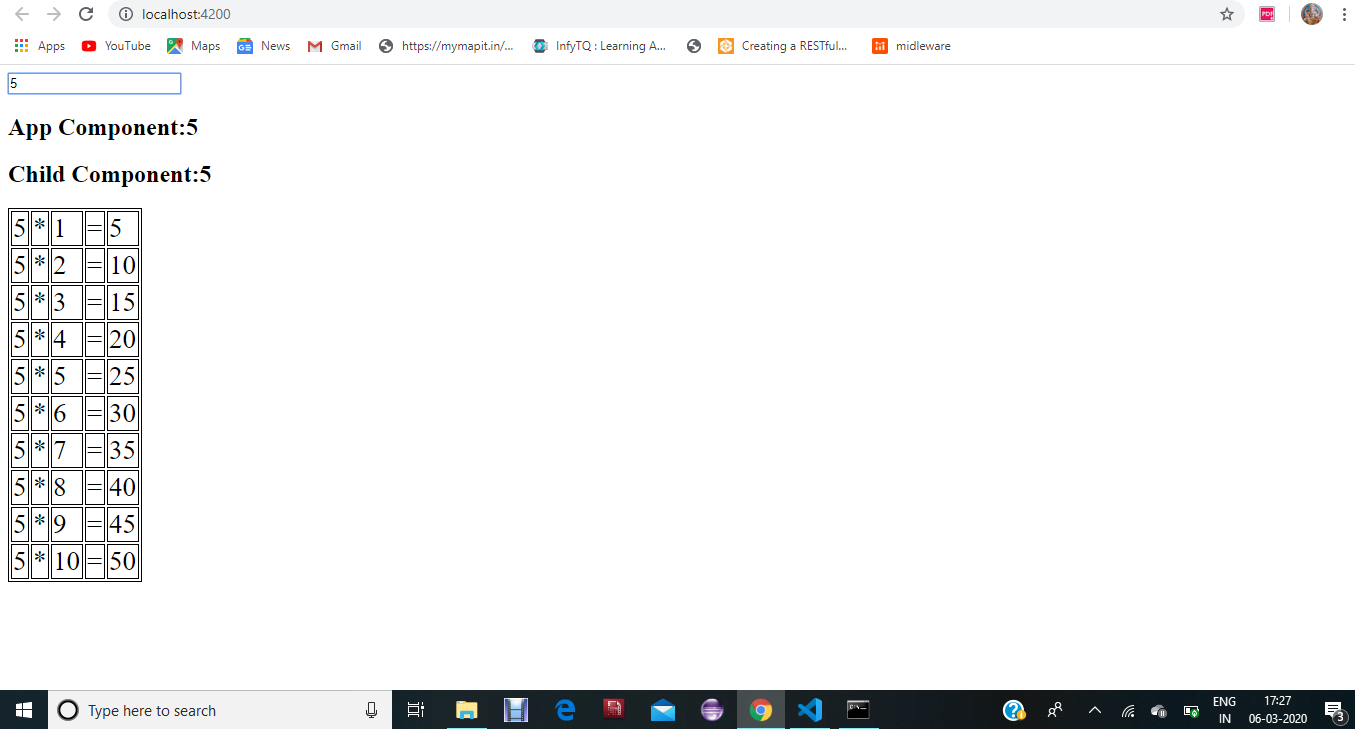 localhost:4200
PDF
Apps YouTube Maps News Gmail https://mymapit.in/... InfyTQ : Learning A... Creating a RESTful... midleware
5
App Component:5
Child Component:5
5 * 1 = 5
5 * 2 = 10
5 * 3 = 15
5 * 4 = 20
5 * 5 = 25
5 * 6 = 30
5 * 7 = 35
5 * 8 = 40
5 * 9 = 45
5 * 10 = 50
Type here to search
ENG
IN
17:27
06-03-2020
3